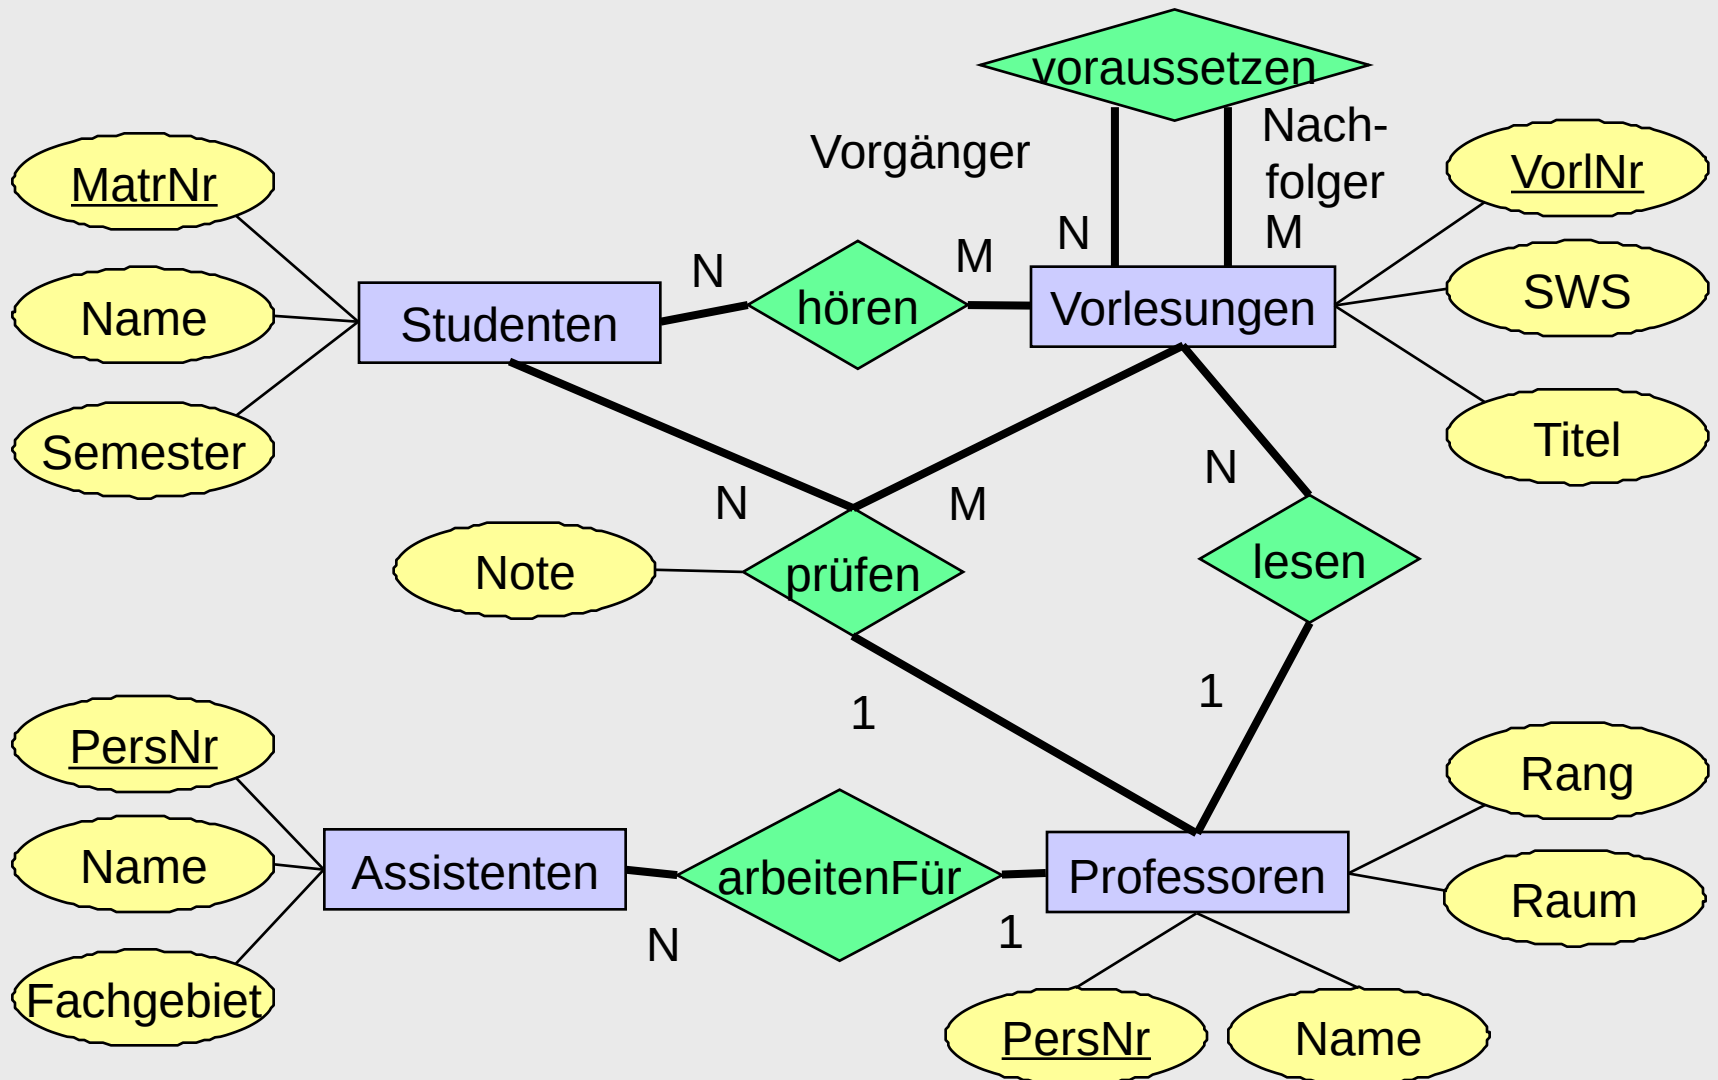 voraussetzen
Vorgänger
Nach-
folger
MatrNr
VorlNr
N
M
N
M
Name
Studenten
hören
Vorlesungen
SWS
Semester
Titel
N
M
N
Note
prüfen
lesen
1
1
PersNr
Rang
Name
Assistenten
arbeitenFür
Professoren
Raum
N
1
Fachgebiet
PersNr
Name